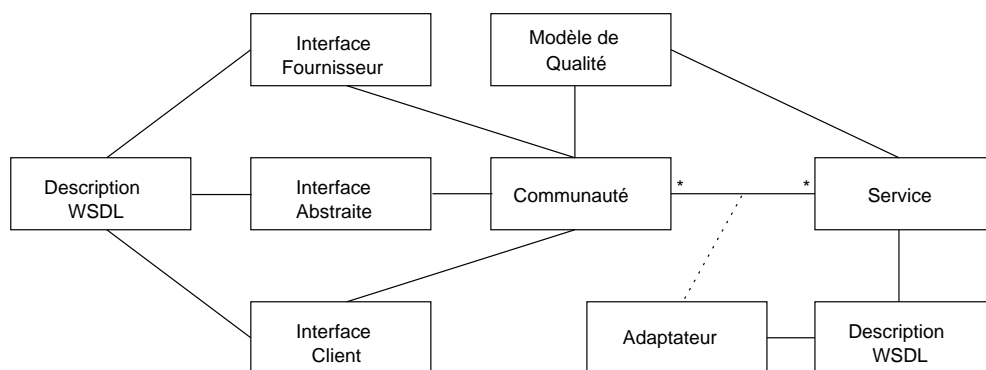 Interface
Fournisseur
Modèle de
Qualité
Description
WSDL
Interface
Abstraite
Communauté
*
*
Service
Interface
Client
Adaptateur
Description
WSDL